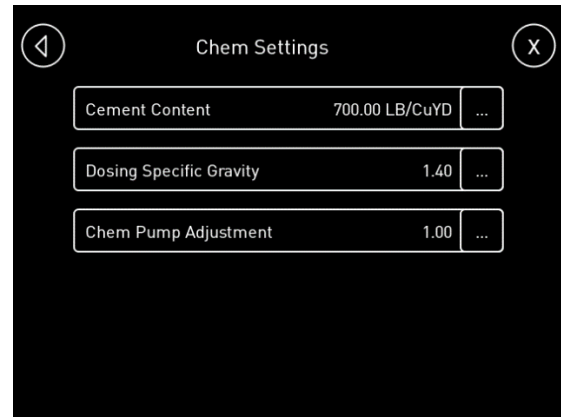 Chem Settings
X
Cement Content 700.00 LB/CuYD ...
Dosing Specific Gravity 1.40 ...
Chem Pump Adjustment 1.00 ...